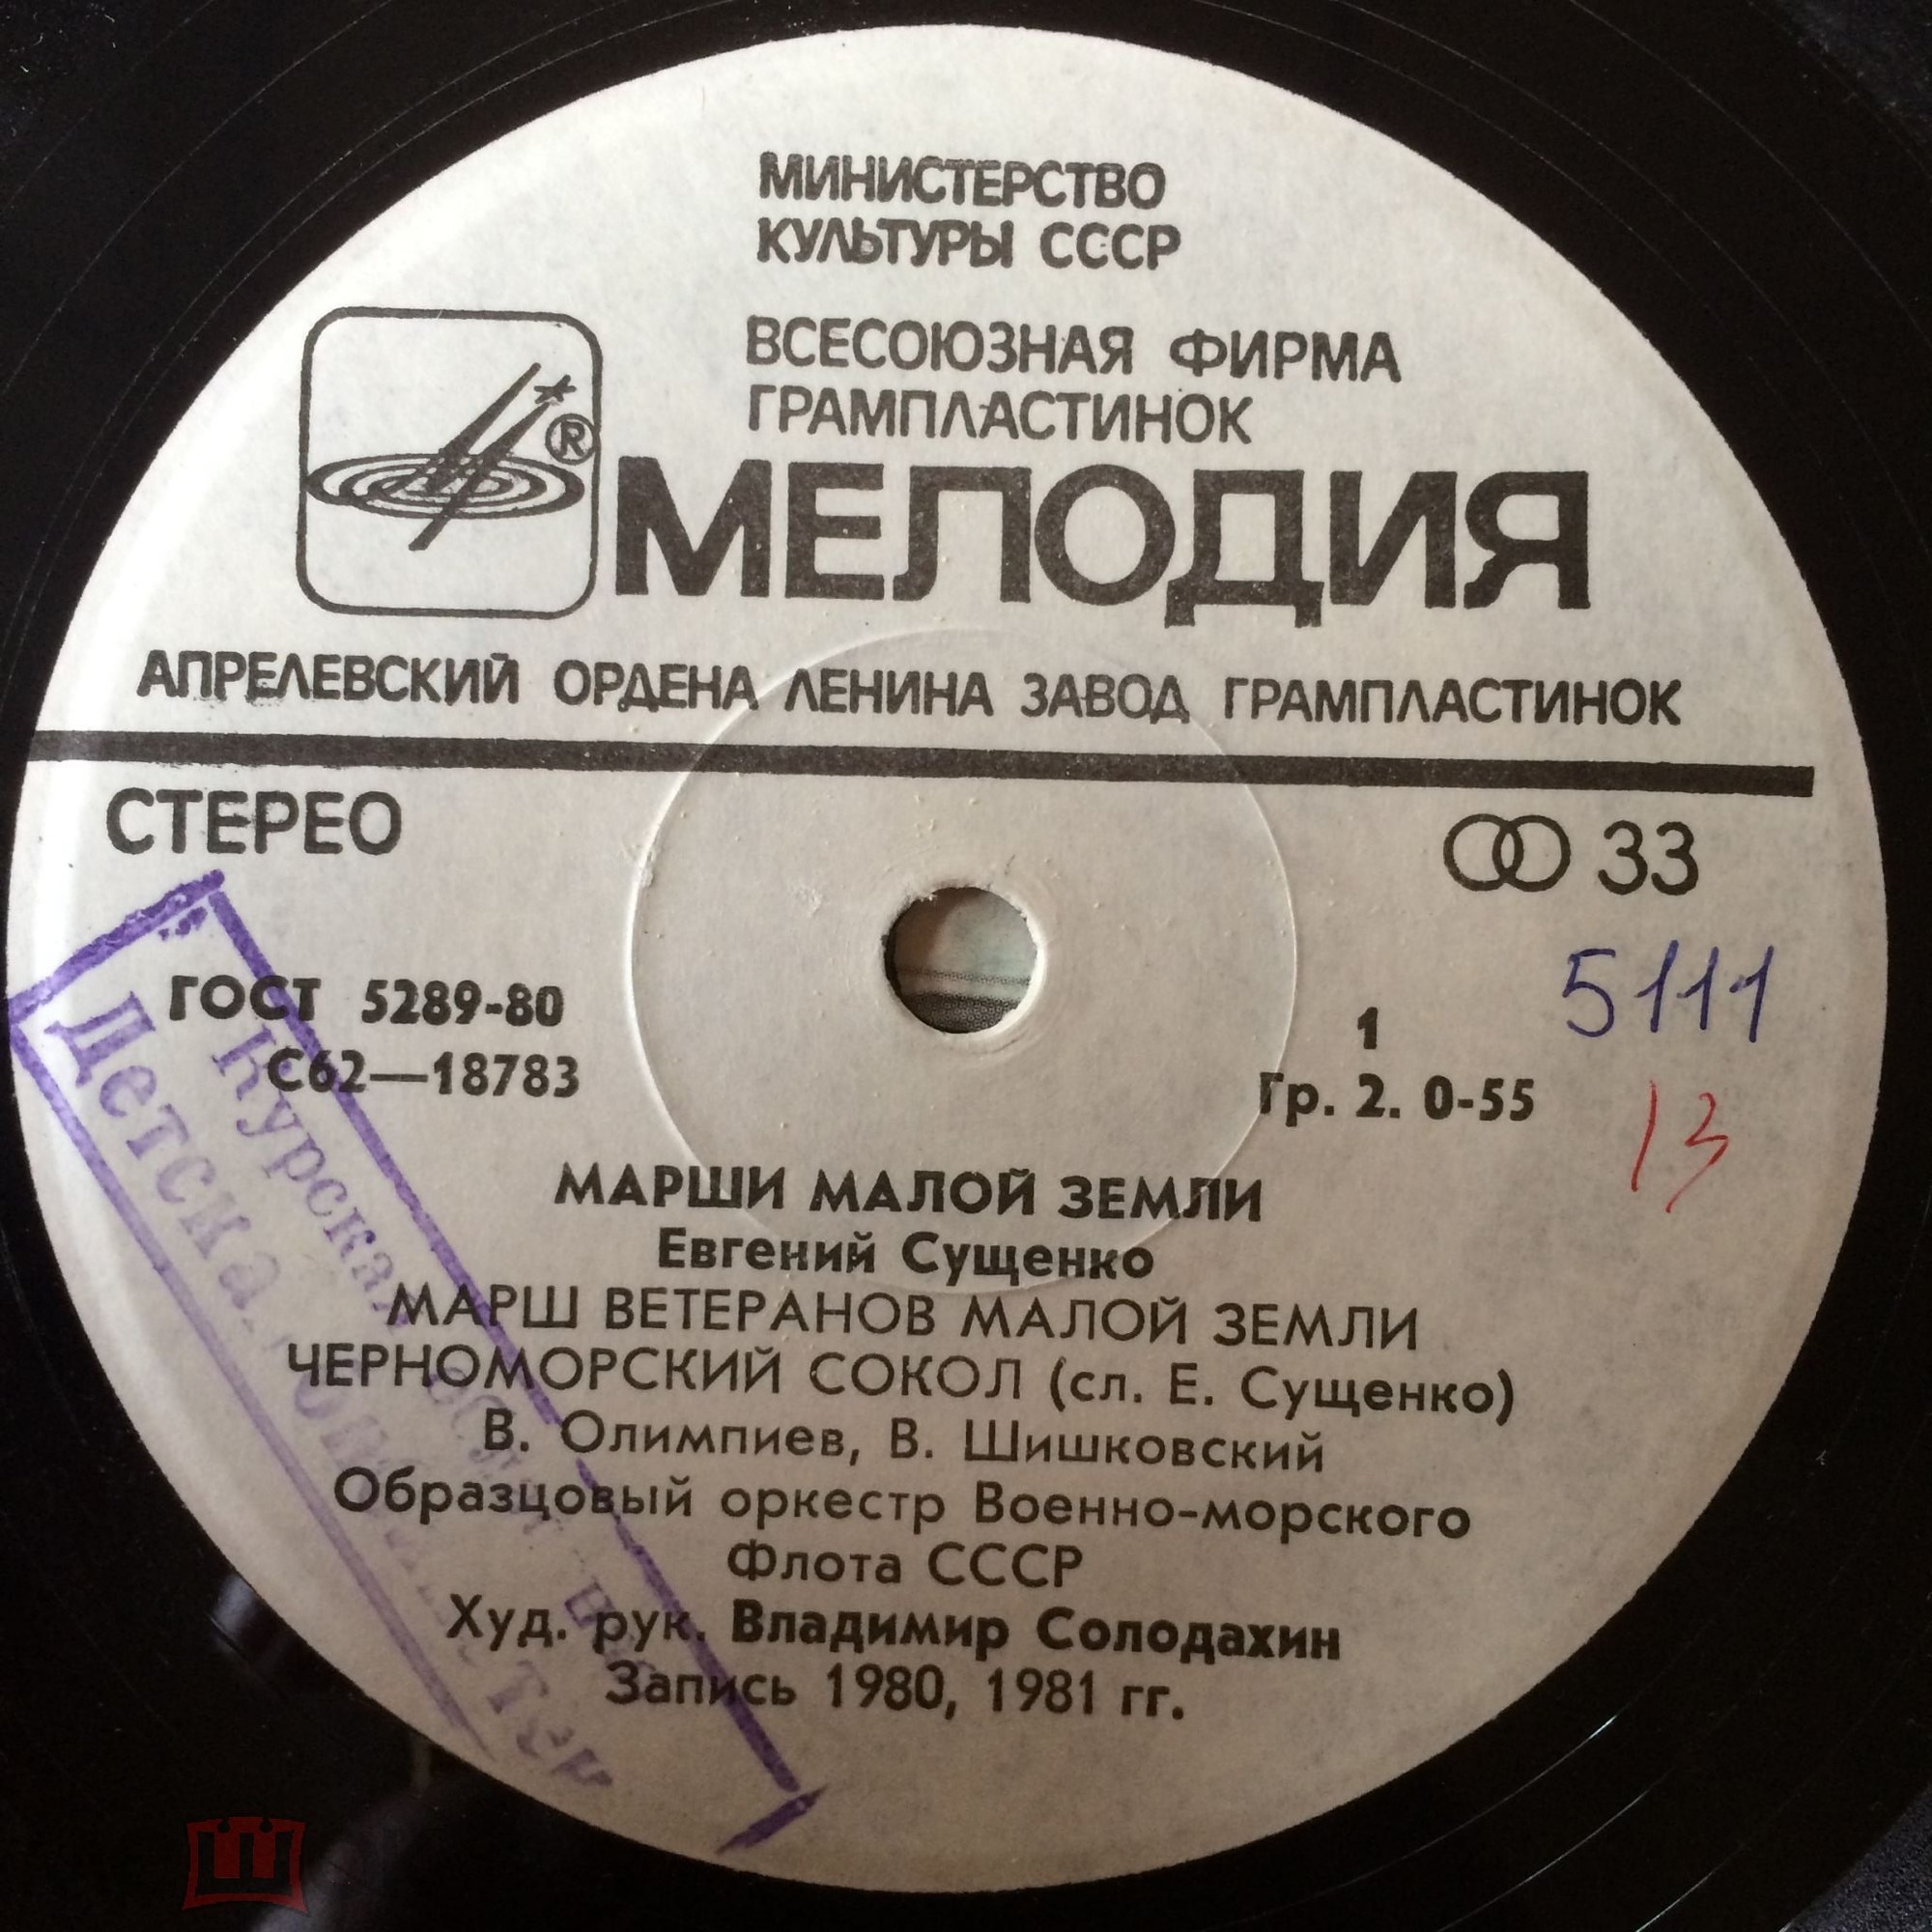 МИНИСТЕРСТВО
КУЛЬТУРЫ СССР
ВСЕСОЮЗНАЯ ФИРМА
ГРАМПЛАСТИНОК
®
МЕЛОДИЯ
АПРЕЛЕВСКИЙ ОРДЕНА ЛЕНИНА ЗАВОД ГРАМПЛАСТИНОК
СТЕРЕО
33
ГОСТ 5289-80
5111
С62—18783
1
Гр. 2. 0-55
13
Курская
Детская
МАРШИ МАЛОЙ ЗЕМЛИ
Евгений Сущенко
МАРШ ВЕТЕРАНОВ МАЛОЙ ЗЕМЛИ
ЧЕРНОМОРСКИЙ СОКОЛ (сл. Е. Сущенко)
В. Олимпиев, В. Шишковский
Образцовый оркестр Военно-морского
Флота СССР
Худ. рук. Владимир Солодахин
Запись 1980, 1981 гг.